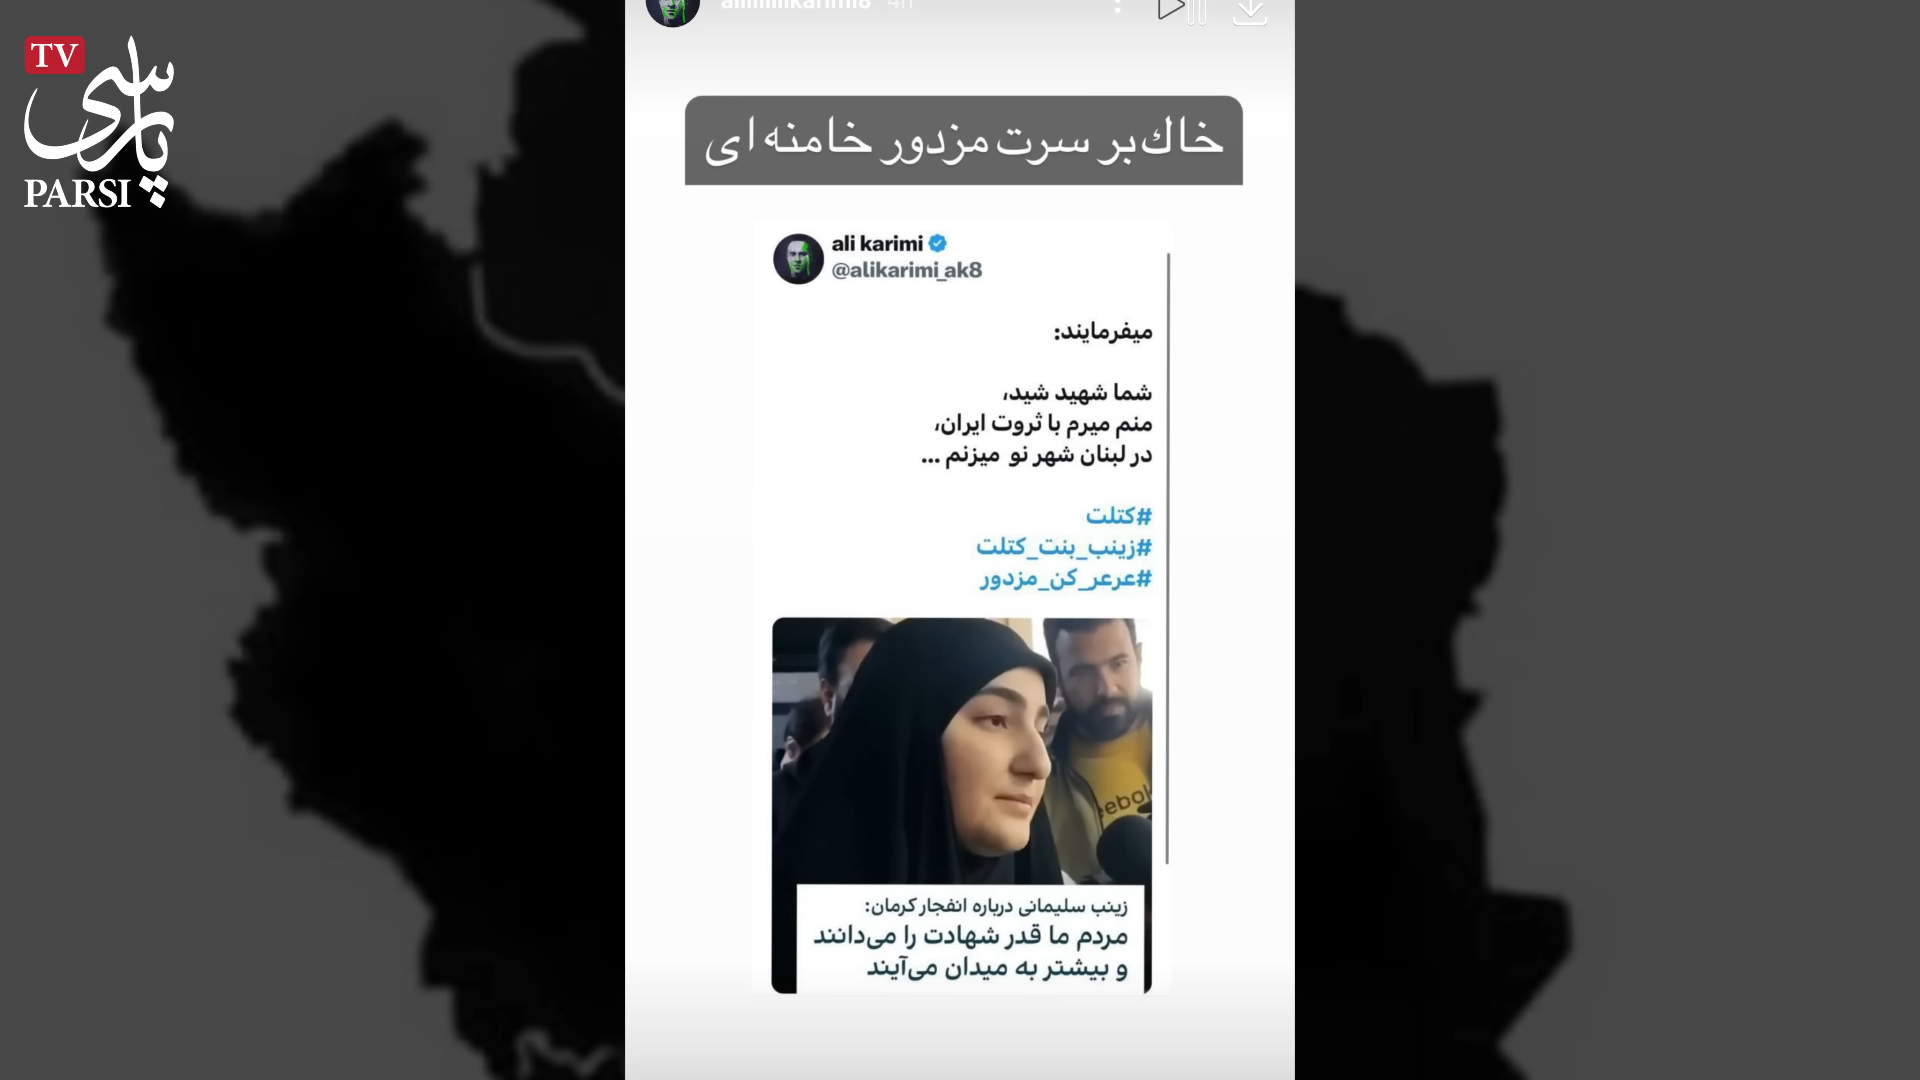 TV
پارسی
PARSI
4h
خاك بر سرت مزدور خامنه ای
ali karimi
@alikarimi_ak8
میفرمایند:
شما شهید شید،
منم میرم با ثروت ایران،
در لبنان شهر نو میزنم ...
#کتلت
#زینب_بنت_کتلت
#عرعر_کن_مزدور
زینب سلیمانی درباره انفجار کرمان:
مردم ما قدر شهادت را می‌دانند
و بیشتر به میدان می‌آیند